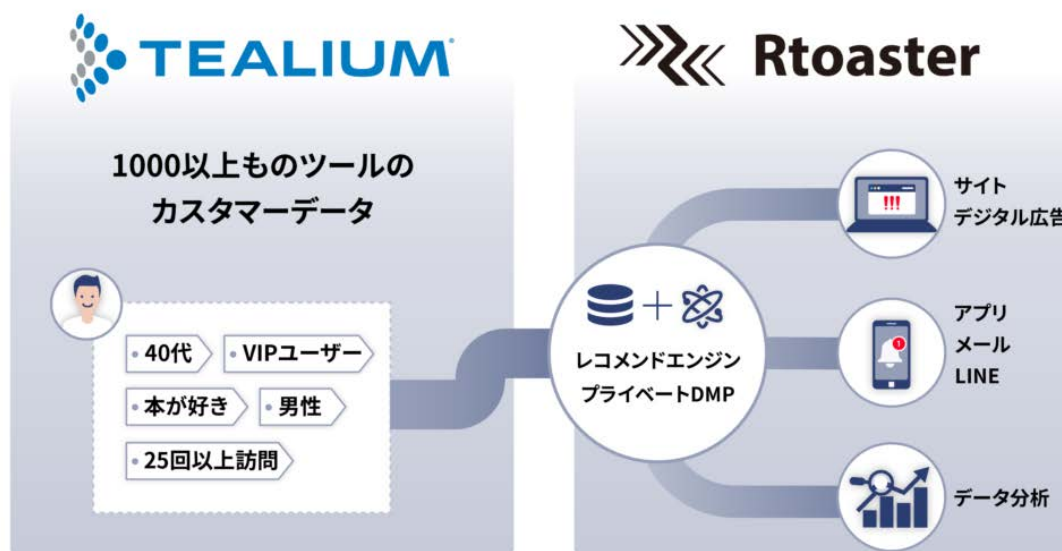 TEALIUM
1000以上ものツールの
カスタマーデータ
40代
VIPユーザー
本が好き
男性
25回以上訪問
Rtoaster
レコメンドエンジン
プライベートDMP
サイト
デジタル広告
!!!
アプリ
メール
LINE
1
データ分析